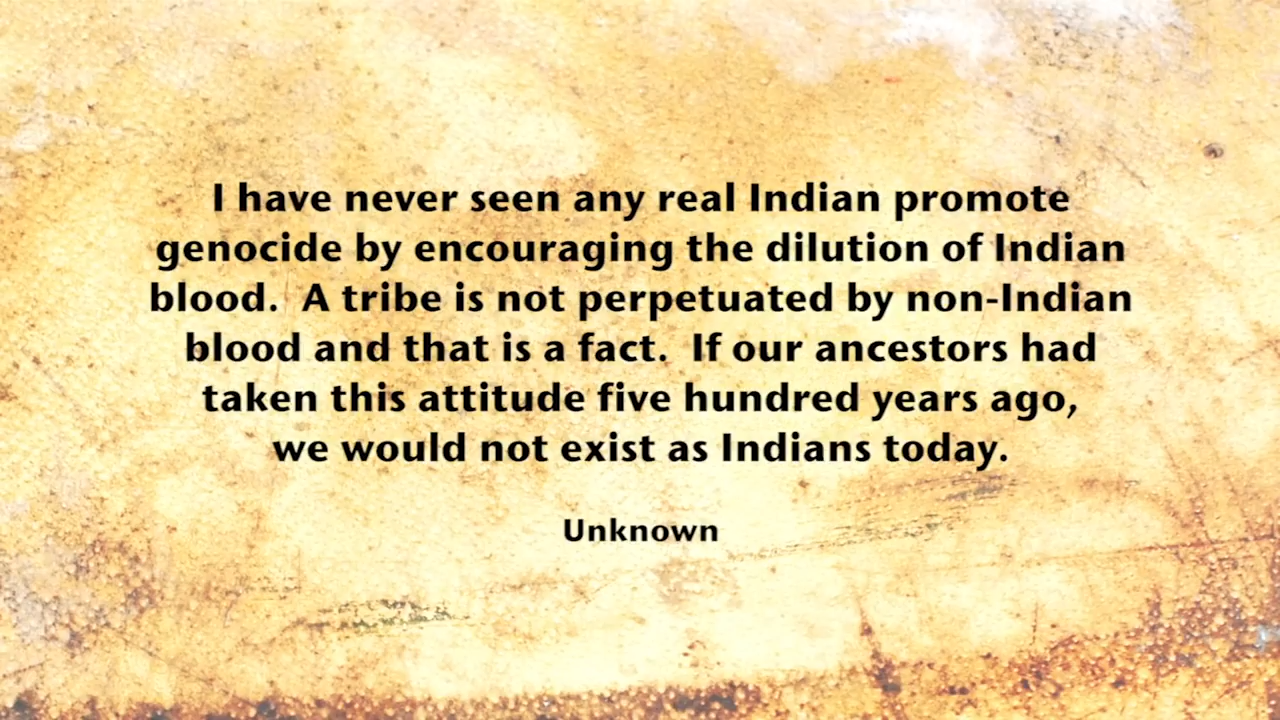 I have never seen any real Indian promote
genocide by encouraging the dilution of Indian
blood.  A tribe is not perpetuated by non-Indian
blood and that is a fact.  If our ancestors had
taken this attitude five hundred years ago,
we would not exist as Indians today.
Unknown